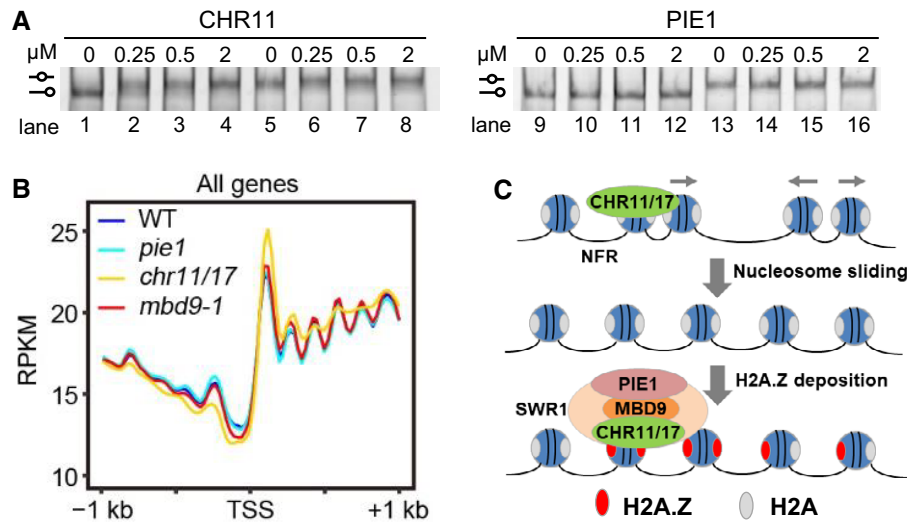 A
CHR11
PIE1
µM 0 0.25 0.5 2 0 0.25 0.5 2
µM 0 0.25 0.5 2 0 0.25 0.5 2
lane 1 2 3 4 5 6 7 8
lane 9 10 11 12 13 14 15 16
B
All genes
WT
pie1
chr11/17
mbd9-1
RPKM
25
20
15
10
−1 kb TSS +1 kb
C
CHR11/17
NFR
Nucleosome sliding
H2A.Z deposition
SWR1
PIE1
MBD9
CHR11/17
H2A.Z H2A